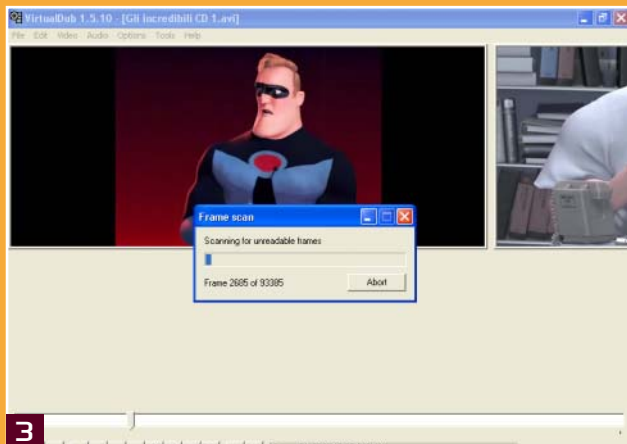 VirtualDub 1.5.10 - [Gli Incredibili CD 1.avi]
File Edit Video Audio Options Tools Help
Frame scan
Scanning for unreadable frames
Frame 2685 of 93385
Abort
3